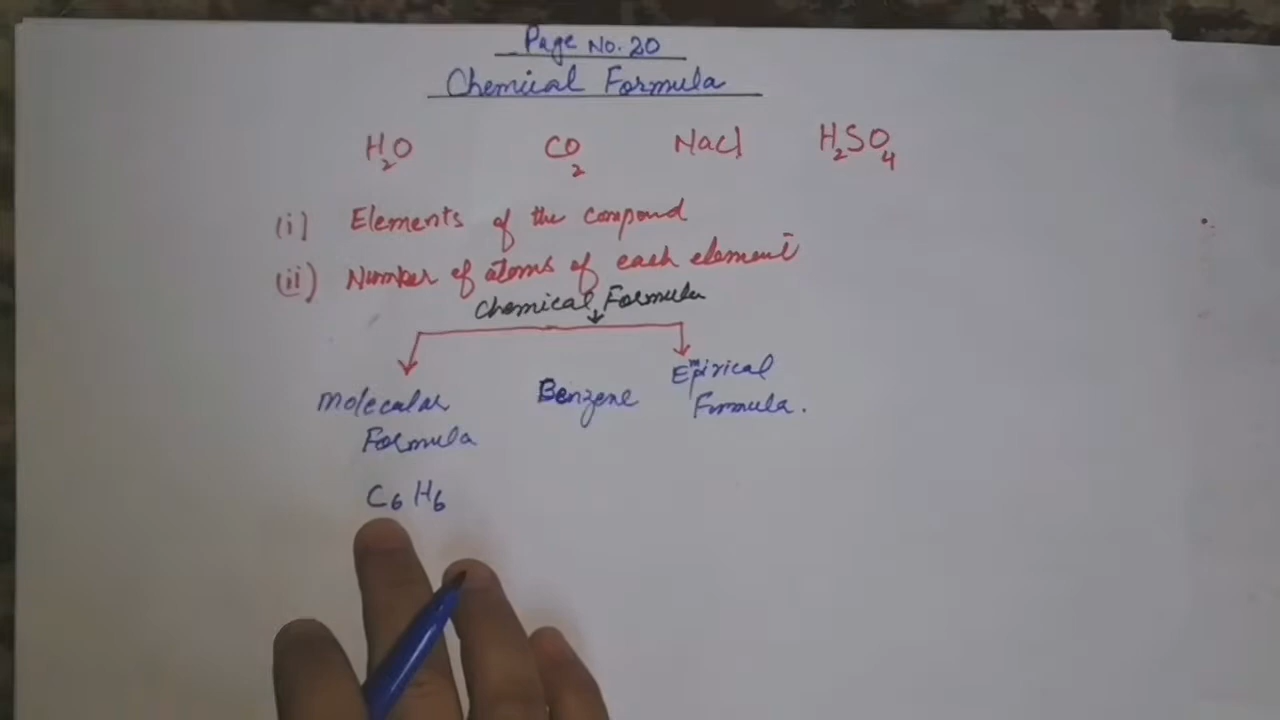 Page No. 20
Chemical Formula
H₂O CO₂ NaCl H₂SO₄
(i) Elements of the compound
(ii) Number of atoms of each element
Chemical Formula
Molecular Formula
Benzene
Empirical Formula.
C₆H₆